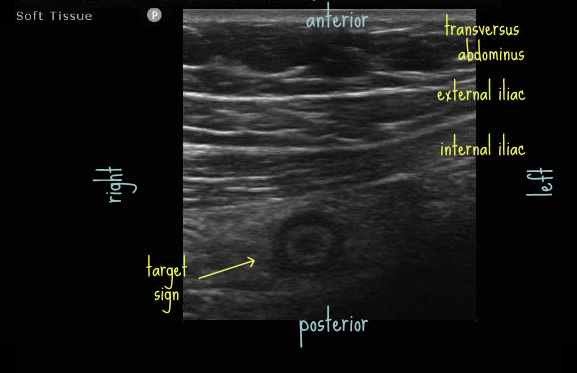 Soft Tissue
P
anterior
transversus
abdominus
external iliac
internal iliac
right
left
target
sign
posterior